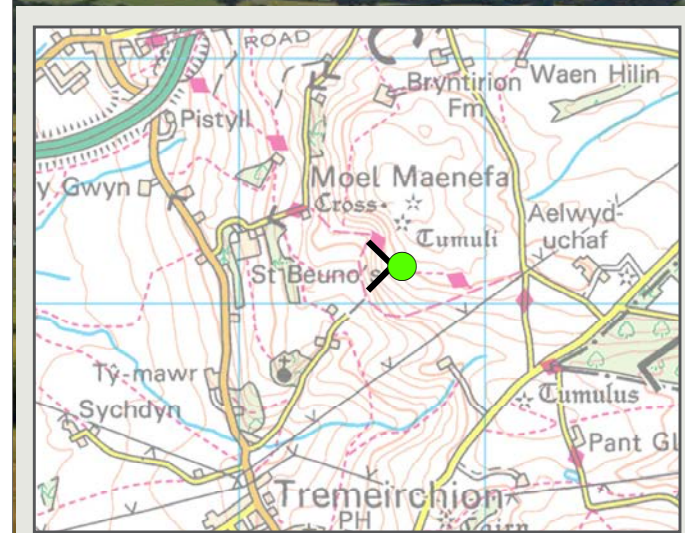 ROAD
Bryntirion
Fm
Waen Hilin
Pistyll
y Gwyn
Moel Maenefa
Cross
Tumuli
Aelwyd-
uchaf
St Beuno's
Tŷ-mawr
Sychdyn
Tumulus
Pant Gl
Tremeirchion
PH
Cairn